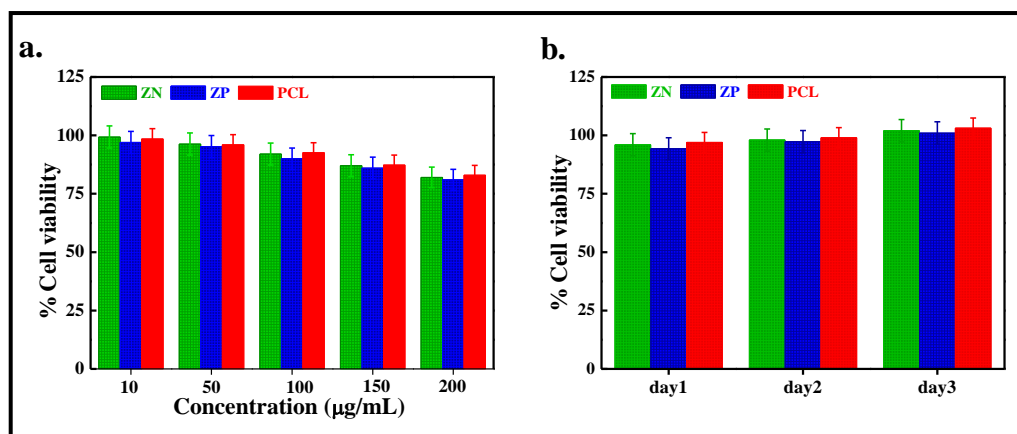 a.
125
100
75
50
25
0
% Cell viability
ZN ZP PCL
10 50 100 150 200
Concentration (μg/mL)
b.
125
100
75
50
25
0
% Cell viability
ZN ZP PCL
day1 day2 day3